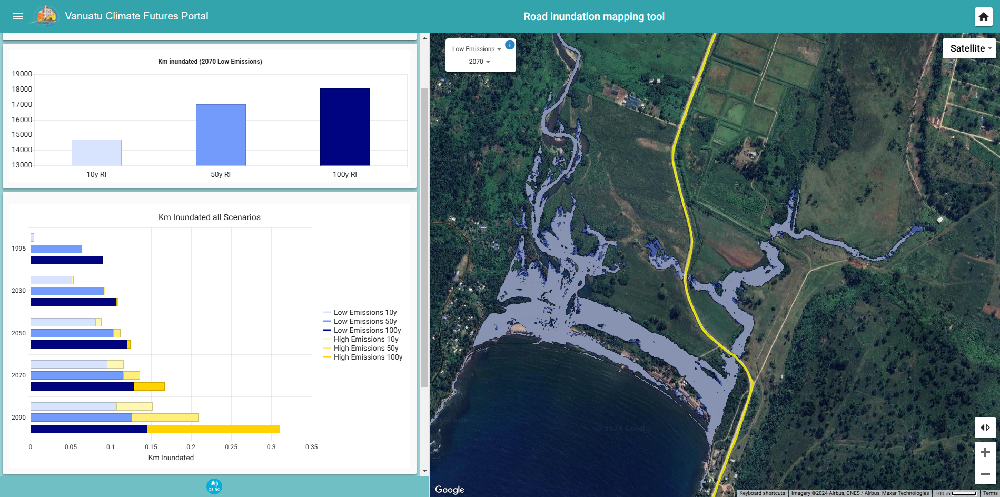 Vanuatu Climate Futures Portal
Road inundation mapping tool
Km inundated (2070 Low Emissions)
19000
18000
17000
16000
15000
14000
13000
10y RI
50y RI
100y RI
Km Inundated all Scenarios
1995
2030
2050
2070
2090
0
0.05
0.1
0.15
0.2
0.25
0.3
0.35
Km Inundated
Low Emissions 10y
Low Emissions 50y
Low Emissions 100y
High Emissions 10y
High Emissions 50y
High Emissions 100y
CSIRO
Low Emissions
i
2070
Satellite
Google
© 2024 Google
Google
Keyboard shortcuts
Imagery ©2024 Airbus, CNES / Airbus, Maxar Technologies
100 m
Terms